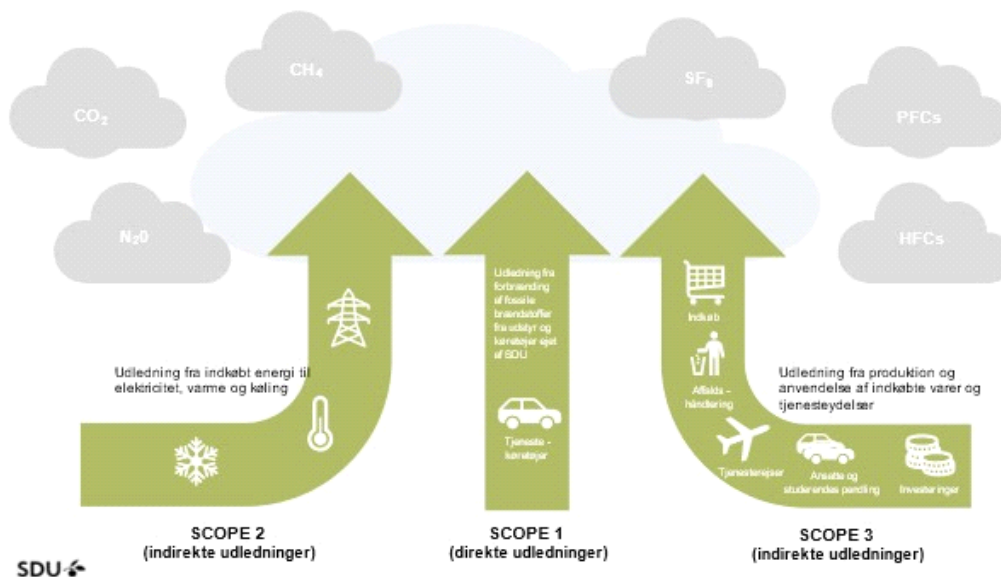 CO₂
CH₄
SF₆
PFCs
N₂0
HFCs
Udledning fra
forbrænding
af fossile
brændstoffer
fra udstyr og
køretøjer ejet
af SDU
Indkøb
Udledning fra indkøbt energi til
elektricitet, varme og køling
Affalds –
håndtering
Udledning fra produktion og
anvendelse af indkøbte varer og
tjenesteydelser
Tjeneste -
køretøjer
Tjenesterejser
Ansatte og
studerendes pendling
Investeringer
SCOPE 2
(indirekte udledninger)
SCOPE 1
(direkte udledninger)
SCOPE 3
(indirekte udledninger)
SDU